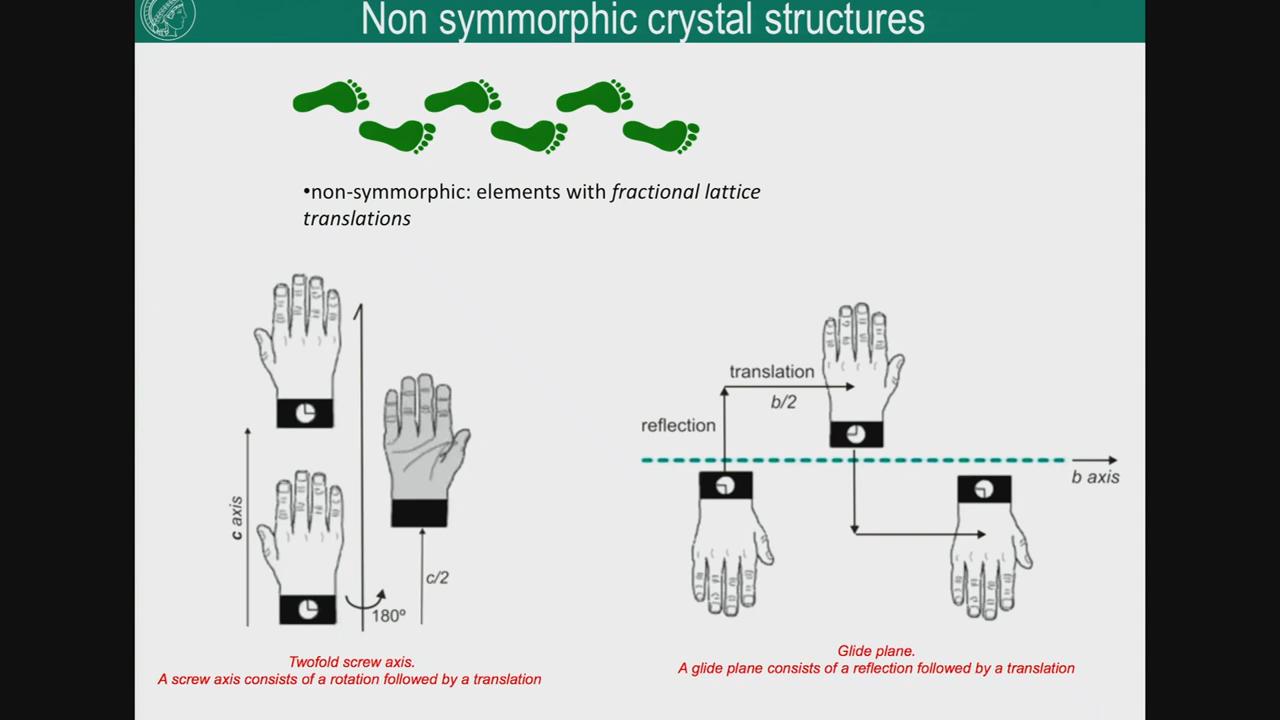 Non symmorphic crystal structures
•non-symmorphic: elements with fractional lattice
translations
c axis
c/2
180º
Twofold screw axis.
A screw axis consists of a rotation followed by a translation
translation
b/2
reflection
b axis
Glide plane.
A glide plane consists of a reflection followed by a translation